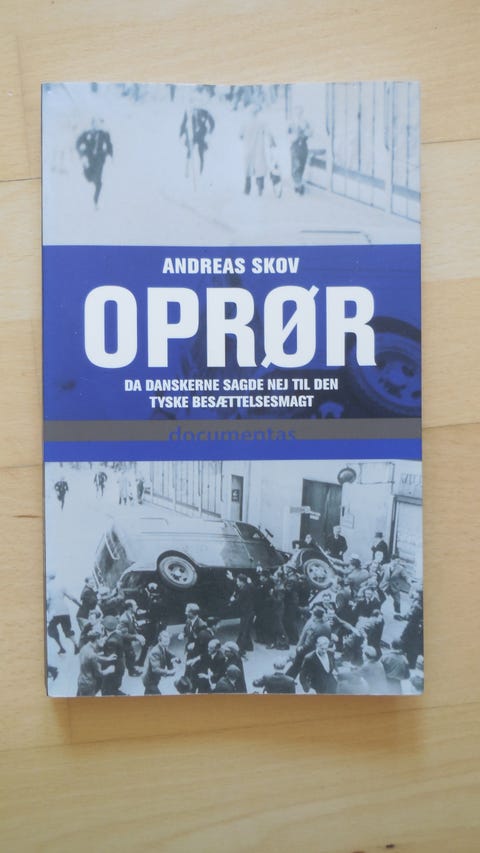 ANDREAS SKOV
OPRØR
DA DANSKERNE SAGDE NEJ TIL DEN
TYSKE BESÆTTELSESMAGT
documentas